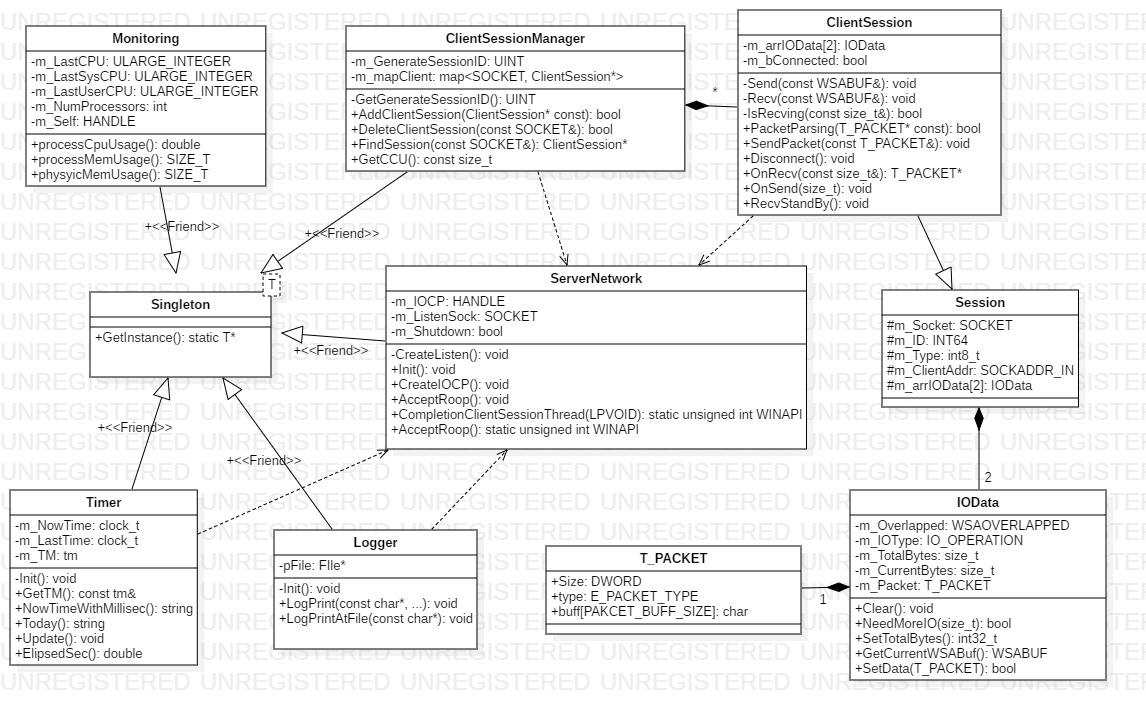 Monitoring
-m_LastCPU: ULARGE_INTEGER
-m_LastSysCPU: ULARGE_INTEGER
-m_LastUserCPU: ULARGE_INTEGER
-m_NumProcessors: int
-m_Self: HANDLE
+processCpuUsage(): double
+processMemUsage(): SIZE_T
+physyicMemUsage(): SIZE_T
ClientSessionManager
-m_GenerateSessionID: UINT
-m_mapClient: map<SOCKET, ClientSession*>
-GetGenerateSessionID(): UINT
+AddClientSession(ClientSession* const): bool
+DeleteClientSession(const SOCKET&): bool
+FindSession(const SOCKET&): ClientSession*
+GetCCU(): const size_t
*
ClientSession
-m_arrIOData[2]: IOData
-m_bConnected: bool
-Send(const WSABUF&): void
-Recv(const WSABUF&): void
-IsRecving(const size_t&): bool
+PacketParsing(T_PACKET* const): bool
+SendPacket(const T_PACKET&): void
+Disconnect(): void
+OnRecv(const size_t&): T_PACKET*
+OnSend(size_t): void
+RecvStandBy(): void
+<<Friend>>
+<<Friend>>
T
Singleton
+GetInstance(): static T*
+<<Friend>>
ServerNetwork
-m_IOCP: HANDLE
-m_ListenSock: SOCKET
-m_Shutdown: bool
-CreateListen(): void
+Init(): void
+CreateIOCP(): void
+AcceptRoop(): void
+CompletionClientSessionThread(LPVOID): static unsigned int WINAPI
+AcceptRoop(): static unsigned int WINAPI
Session
#m_Socket: SOCKET
#m_ID: INT64
#m_Type: int8_t
#m_ClientAddr: SOCKADDR_IN
#m_arrIOData[2]: IOData
+<<Friend>>
+<<Friend>>
2
Timer
-m_NowTime: clock_t
-m_LastTime: clock_t
-m_TM: tm
-Init(): void
+GetTM(): const tm&
+NowTimeWithMillisec(): string
+Today(): string
+Update(): void
+ElipsedSec(): double
Logger
-pFile: FIle*
-Init(): void
+LogPrint(const char*, ...): void
+LogPrintAtFile(const char*): void
T_PACKET
+Size: DWORD
+type: E_PACKET_TYPE
+buff[PAKCET_BUFF_SIZE]: char
1
IOData
-m_Overlapped: WSAOVERLAPPED
-m_IOType: IO_OPERATION
-m_TotalBytes: size_t
-m_CurrentBytes: size_t
-m_Packet: T_PACKET
+Clear(): void
+NeedMoreIO(size_t): bool
+SetTotalBytes(): int32_t
+GetCurrentWSABuf(): WSABUF
+SetData(T_PACKET): bool
UNREGISTERED